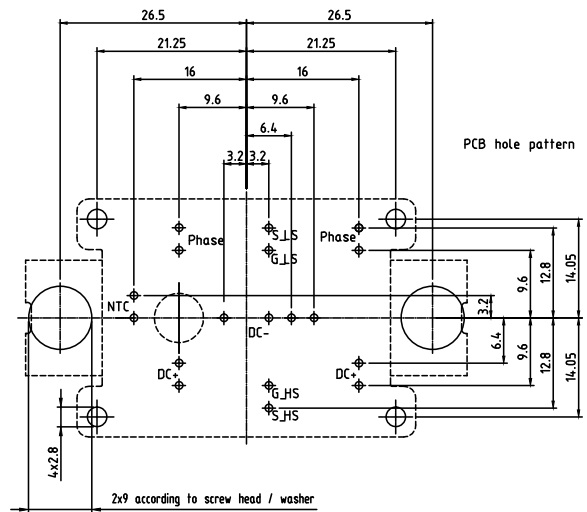 26.5 26.5
21.25 21.25
16 16
9.6 9.6
6.4
3.2 3.2
PCB hole pattern
Phase S_LS Phase
G_LS
NTC
DC-
DC+ DC+
G_HS
S_HS
3.2
9.6
12.8
14.05
6.4
9.6
12.8
14.05
4x2.8
2x9 according to screw head / washer